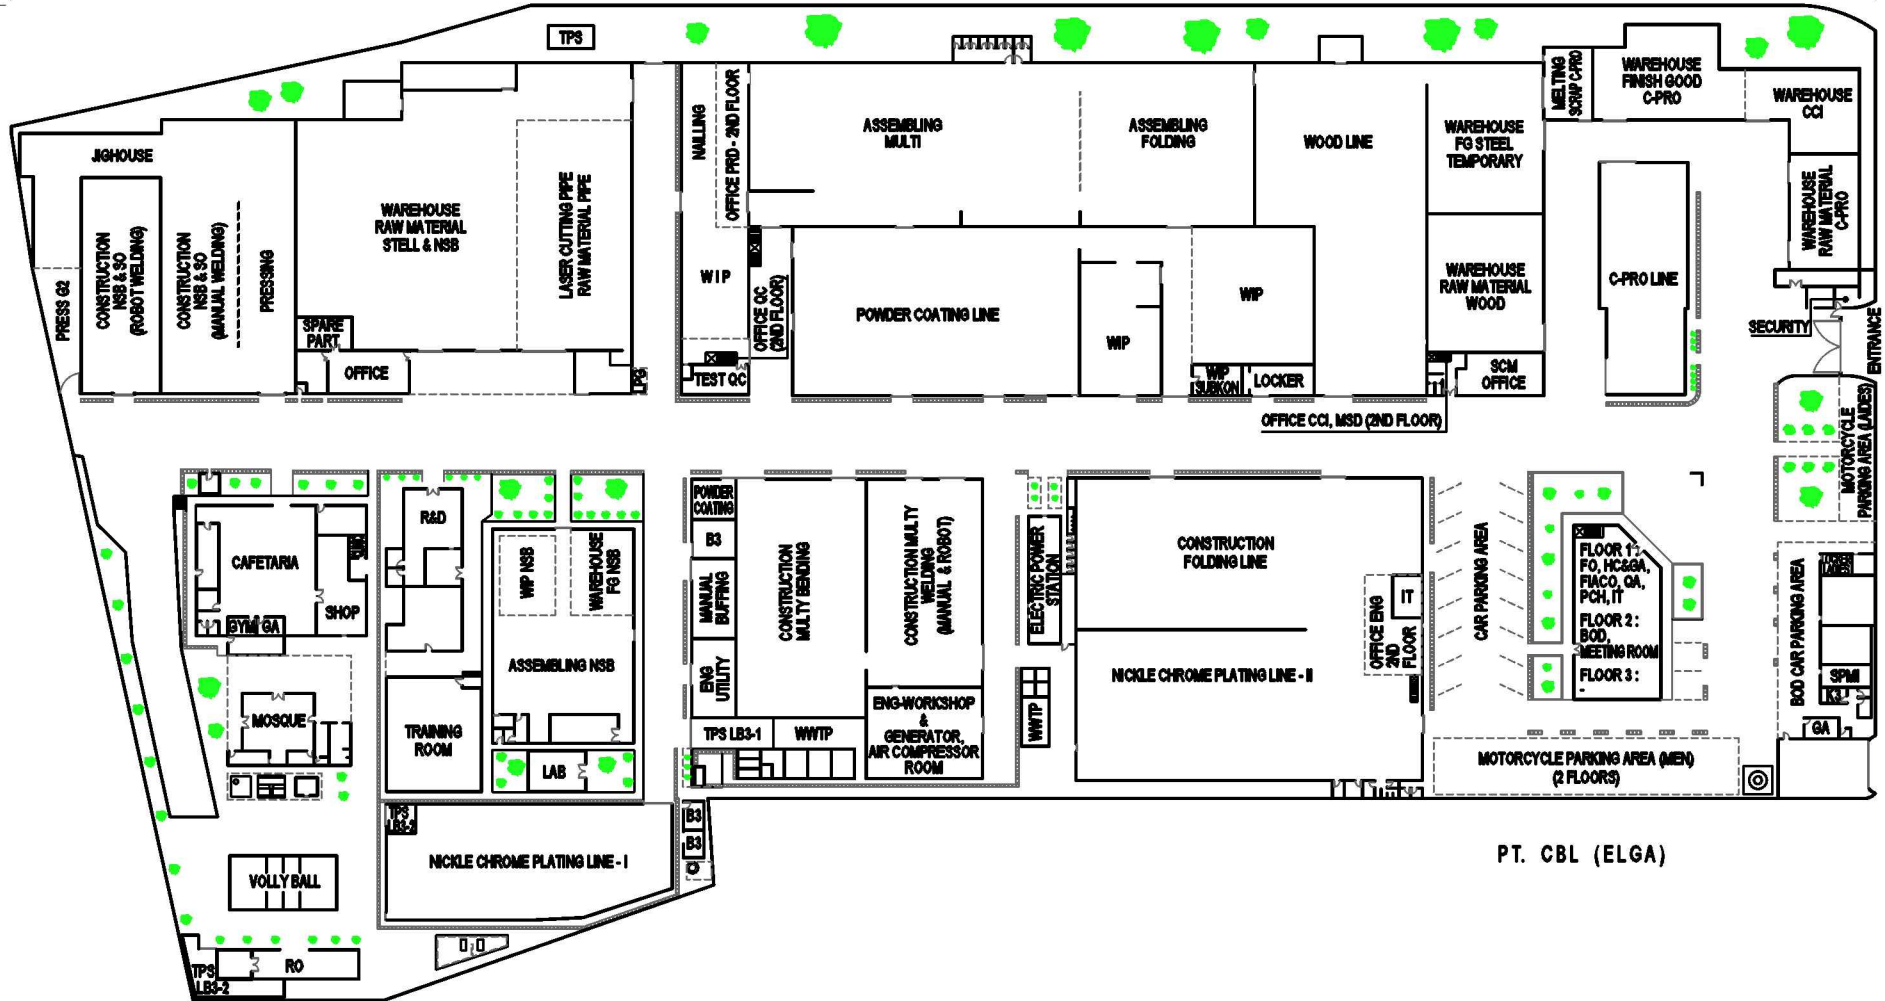 TPS
JIGHOUSE
PRESS G2
CONSTRUCTION
NSB & SO
(ROBOT WELDING)
CONSTRUCTION
NSB & SO
(MANUAL WELDING)
PRESSING
WAREHOUSE
RAW MATERIAL
STELL & NSB
LASER CUTTING PIPE
RAW MATERIAL PIPE
SPARE
PART
OFFICE
LPG
NAILLING
OFFICE PRD - 2ND FLOOR
WIP
OFFICE QC
(2ND FLOOR)
TEST QC
ASSEMBLING
MULTI
ASSEMBLING
FOLDING
WOOD LINE
POWDER COATING LINE
WIP
WIP
WIP
SUBKON
LOCKER
WAREHOUSE
FG STEEL
TEMPORARY
WAREHOUSE
RAW MATERIAL
WOOD
SCM
OFFICE
OFFICE CCI, MSD (2ND FLOOR)
MELTING
SCRAP C-PRO
WAREHOUSE
FINISH GOOD
C-PRO
WAREHOUSE
CCI
WAREHOUSE
RAW MATERIAL
C-PRO
C-PRO LINE
SECURITY
ENTRANCE
MOTORCYCLE
PARKING AREA (LAIDES)
CAFETARIA
SHOP
GYM GA
MOSQUE
R&D
TRAINING
ROOM
WIP NSB
WAREHOUSE
FG NSB
ASSEMBLING NSB
LAB
POWDER
COATING
B3
MANUAL
BUFFING
ENG
UTILITY
TPS LB3-1
WWTP
CONSTRUCTION
MULTY BENDING
CONSTRUCTION MULTY
WELDING
(MANUAL & ROBOT)
ENG-WORKSHOP
&
GENERATOR,
AIR COMPRESSOR
ROOM
ELECTRIC POWER
STATION
WWTP
CONSTRUCTION
FOLDING LINE
NICKLE CHROME PLATING LINE - II
OFFICE ENG
2ND
FLOOR
IT
CAR PARKING AREA
FLOOR 1 :
FO, HC&GA,
FIACO, QA,
PCH, IT
FLOOR 2 :
BOD,
MEETING ROOM
FLOOR 3 :
-
BOD CAR PARKING AREA
SPMI
K3
GA
MOTORCYCLE PARKING AREA (MEN)
(2 FLOORS)
TPS
LB3-2
NICKLE CHROME PLATING LINE - I
B3
B3
VOLLY BALL
TPS
LB3-2
RO
PT. CBL (ELGA)